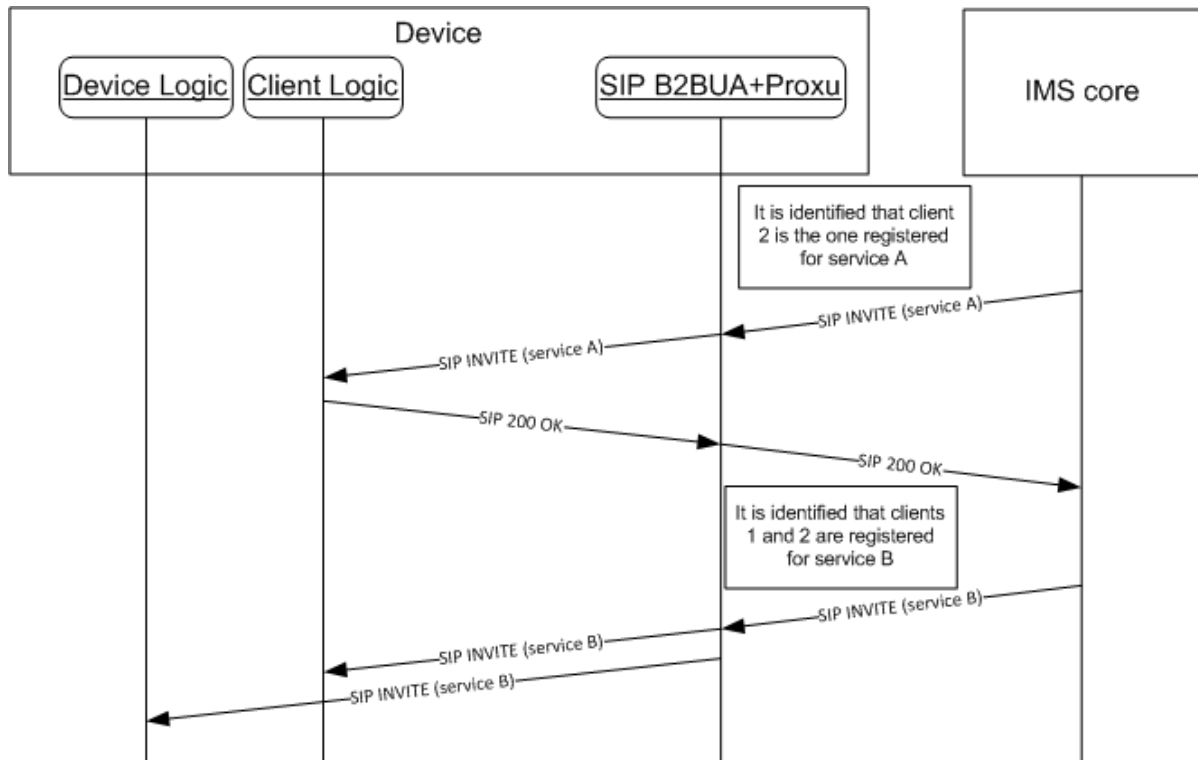 Device
Device Logic
Client Logic
SIP B2BUA+Proxu
IMS core
It is identified that client
2 is the one registered
for service A
SIP INVITE (service A)
SIP INVITE (service A)
SIP 200 OK
SIP 200 OK
It is identified that clients
1 and 2 are registered
for service B
SIP INVITE (service B)
SIP INVITE (service B)
SIP INVITE (service B)